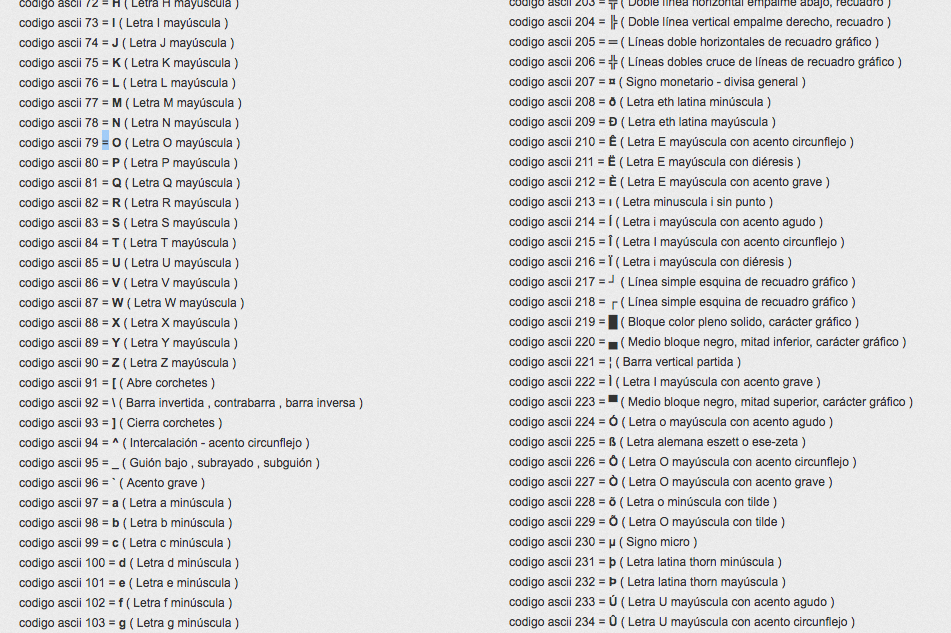 codigo ascii 72 = H ( Letra H mayúscula )
codigo ascii 73 = I ( Letra I mayúscula )
codigo ascii 74 = J ( Letra J mayúscula )
codigo ascii 75 = K ( Letra K mayúscula )
codigo ascii 76 = L ( Letra L mayúscula )
codigo ascii 77 = M ( Letra M mayúscula )
codigo ascii 78 = N ( Letra N mayúscula )
codigo ascii 79 = O ( Letra O mayúscula )
codigo ascii 80 = P ( Letra P mayúscula )
codigo ascii 81 = Q ( Letra Q mayúscula )
codigo ascii 82 = R ( Letra R mayúscula )
codigo ascii 83 = S ( Letra S mayúscula )
codigo ascii 84 = T ( Letra T mayúscula )
codigo ascii 85 = U ( Letra U mayúscula )
codigo ascii 86 = V ( Letra V mayúscula )
codigo ascii 87 = W ( Letra W mayúscula )
codigo ascii 88 = X ( Letra X mayúscula )
codigo ascii 89 = Y ( Letra Y mayúscula )
codigo ascii 90 = Z ( Letra Z mayúscula )
codigo ascii 91 = [ ( Abre corchetes )
codigo ascii 92 = \ ( Barra invertida , contrabarra , barra inversa )
codigo ascii 93 = ] ( Cierra corchetes )
codigo ascii 94 = ^ ( Intercalación - acento circunflejo )
codigo ascii 95 = _ ( Guión bajo , subrayado , subguión )
codigo ascii 96 = ` ( Acento grave )
codigo ascii 97 = a ( Letra a minúscula )
codigo ascii 98 = b ( Letra b minúscula )
codigo ascii 99 = c ( Letra c minúscula )
codigo ascii 100 = d ( Letra d minúscula )
codigo ascii 101 = e ( Letra e minúscula )
codigo ascii 102 = f ( Letra f minúscula )
codigo ascii 103 = g ( Letra g minúscula )
codigo ascii 203 = ╦ ( Doble línea horizontal empalme abajo, recuadro )
codigo ascii 204 = ╠ ( Doble línea vertical empalme derecho, recuadro )
codigo ascii 205 = ═ ( Líneas doble horizontales de recuadro gráfico )
codigo ascii 206 = ╬ ( Líneas dobles cruce de líneas de recuadro gráfico )
codigo ascii 207 = ¤ ( Signo monetario - divisa general )
codigo ascii 208 = ð ( Letra eth latina minúscula )
codigo ascii 209 = Ð ( Letra eth latina mayúscula )
codigo ascii 210 = Ê ( Letra E mayúscula con acento circunflejo )
codigo ascii 211 = Ë ( Letra E mayúscula con diéresis )
codigo ascii 212 = È ( Letra E mayúscula con acento grave )
codigo ascii 213 = ı ( Letra minuscula i sin punto )
codigo ascii 214 = Í ( Letra i mayúscula con acento agudo )
codigo ascii 215 = Î ( Letra I mayúscula con acento circunflejo )
codigo ascii 216 = Ï ( Letra i mayúscula con diéresis )
codigo ascii 217 = ┘ ( Línea simple esquina de recuadro gráfico )
codigo ascii 218 = ┌ ( Línea simple esquina de recuadro gráfico )
codigo ascii 219 = █ ( Bloque color pleno solido, carácter gráfico )
codigo ascii 220 = ▄ ( Medio bloque negro, mitad inferior, carácter gráfico )
codigo ascii 221 = ¦ ( Barra vertical partida )
codigo ascii 222 = Ì ( Letra I mayúscula con acento grave )
codigo ascii 223 = ▀ ( Medio bloque negro, mitad superior, carácter gráfico )
codigo ascii 224 = Ó ( Letra o mayúscula con acento agudo )
codigo ascii 225 = ß ( Letra alemana eszett o ese-zeta )
codigo ascii 226 = Ô ( Letra O mayúscula con acento circunflejo )
codigo ascii 227 = Ò ( Letra O mayúscula con acento grave )
codigo ascii 228 = õ ( Letra o minúscula con tilde )
codigo ascii 229 = Õ ( Letra O mayúscula con tilde )
codigo ascii 230 = µ ( Signo micro )
codigo ascii 231 = þ ( Letra latina thorn minúscula )
codigo ascii 232 = Þ ( Letra latina thorn mayúscula )
codigo ascii 233 = Ú ( Letra U mayúscula con acento agudo )
codigo ascii 234 = Û ( Letra U mayúscula con acento circunflejo )